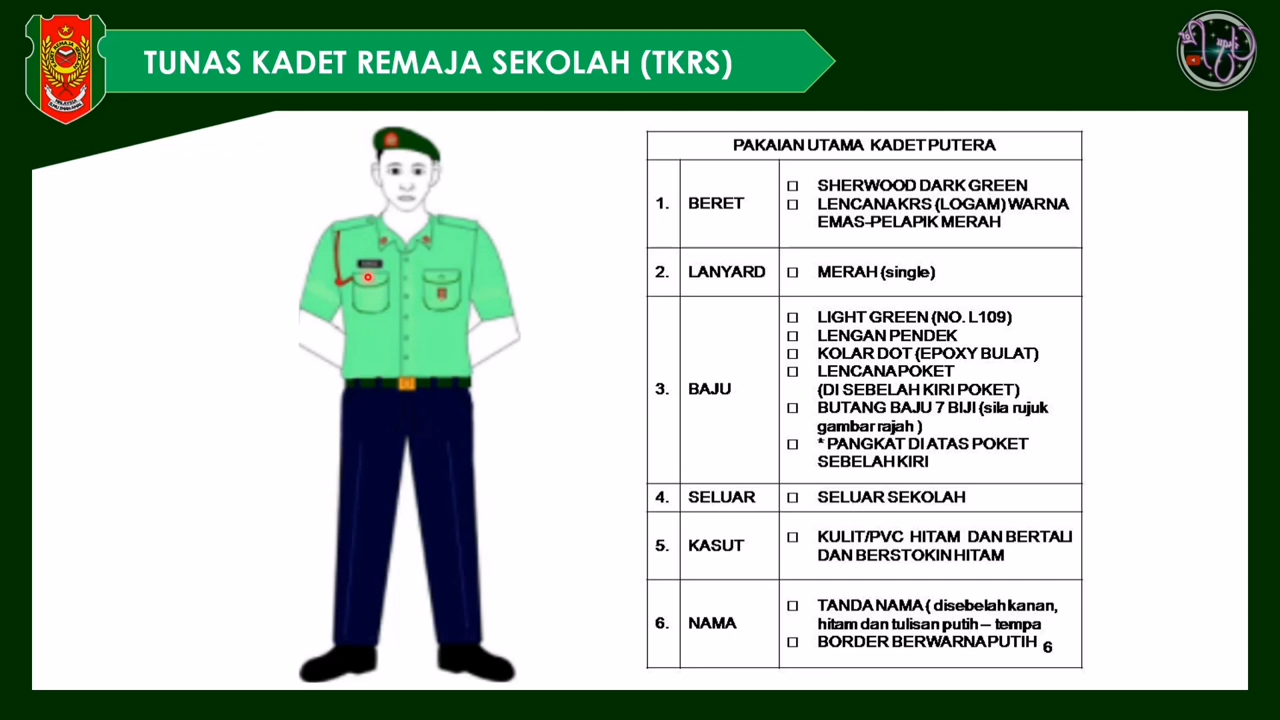 TUNAS KADET REMAJA SEKOLAH (TKRS)
PAKAIAN UTAMA KADET PUTERA
1. BERET
□ SHERWOOD DARK GREEN
□ LENCANA KRS (LOGAM) WARNA
EMAS-PELAPIK MERAH
2. LANYARD
□ MERAH (single)
3. BAJU
□ LIGHT GREEN (NO. L109)
□ LENGAN PENDEK
□ KOLAR DOT (EPOXY BULAT)
□ LENCANA POKET
(DI SEBELAH KIRI POKET)
□ BUTANG BAJU 7 BIJI (sila rujuk
gambar rajah )
□ * PANGKAT DI ATAS POKET
SEBELAH KIRI
4. SELUAR
□ SELUAR SEKOLAH
5. KASUT
□ KULIT/PVC HITAM DAN BERTALI
DAN BERSTOKIN HITAM
6. NAMA
□ TANDA NAMA ( disebelah kanan,
hitam dan tulisan putih – tempa
□ BORDER BERWARNA PUTIH
6